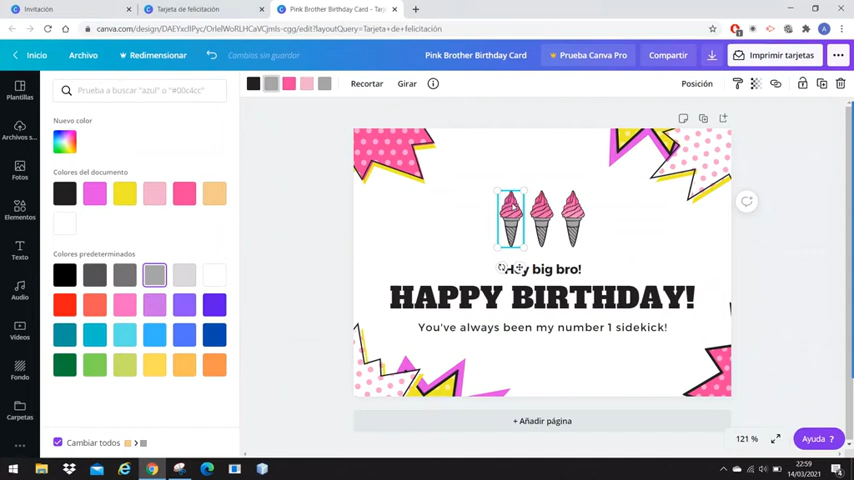 Invitación
Tarjeta de felicitación
Pink Brother Birthday Card - Tarj
canva.com/design/DAEYxclIPyc/OrIelWoRLHCaVCjmIs-cgg/edit?layoutQuery=Tarjeta+de+felicitación
Inicio
Archivo
Redimensionar
Cambios sin guardar
Pink Brother Birthday Card
Prueba Canva Pro
Compartir
Imprimir tarjetas
Recortar
Girar
Posición
Plantillas
Archivos s...
Fotos
Elementos
Texto
Audio
Vídeos
Fondo
Carpetas
Prueba a buscar "azul" o "#00c4cc"
Nuevo color
Colores del documento
Colores predeterminados
Cambiar todos
Hey big bro!
HAPPY BIRTHDAY!
You've always been my number 1 sidekick!
+ Añadir página
121 %
Ayuda ?
22:59
14/03/2021